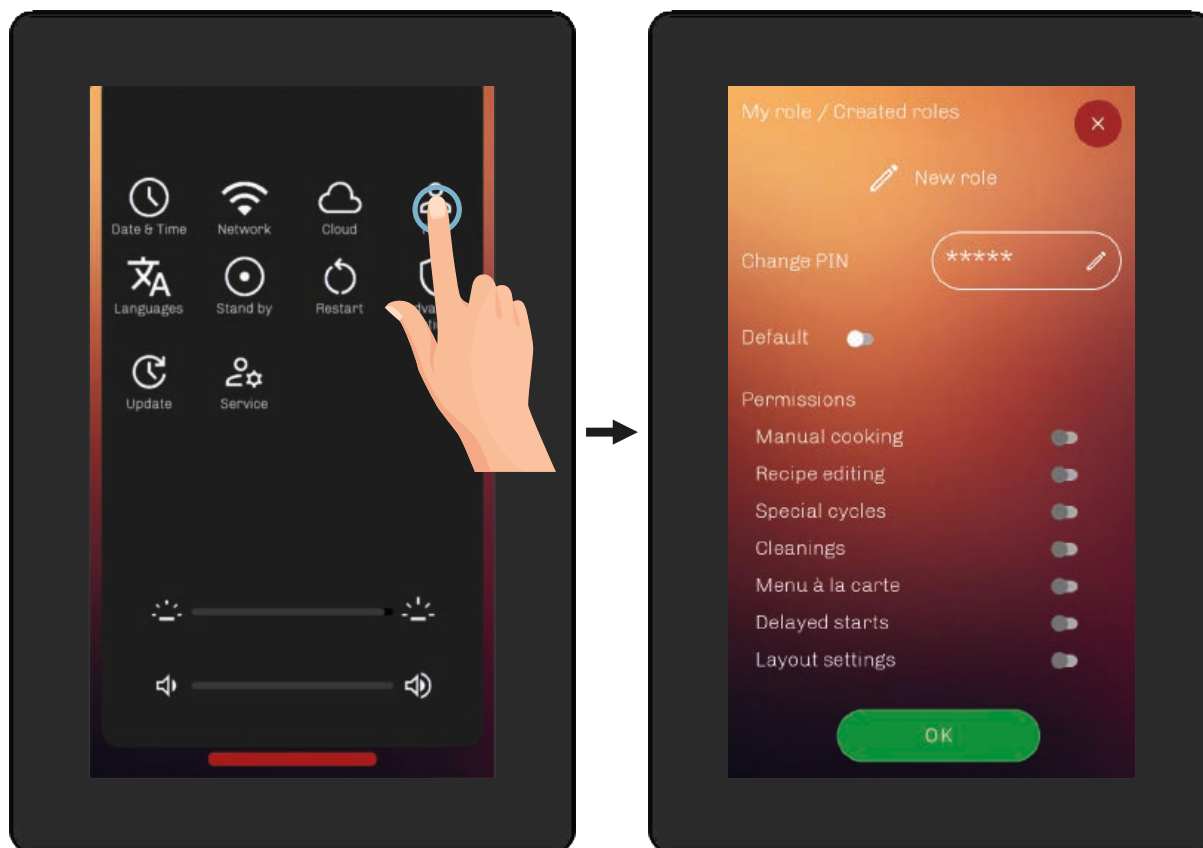 Date & Time
Network
Cloud
Languages
Stand by
Restart
Update
Service
My role / Created roles
New role
Change PIN
*****
Default
Permissions
Manual cooking
Recipe editing
Special cycles
Cleanings
Menu à la carte
Delayed starts
Layout settings
OK